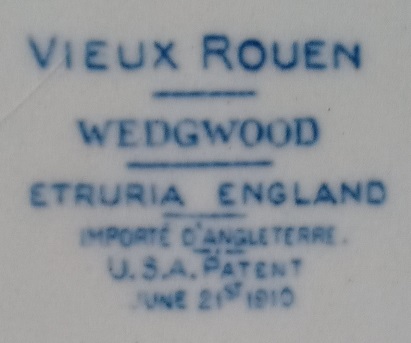 VIEUX ROUEN
WEDGWOOD
ETRURIA ENGLAND
IMPORTÉ D'ANGLETERRE.
U.S.A. PATENT
JUNE 21ST 1910